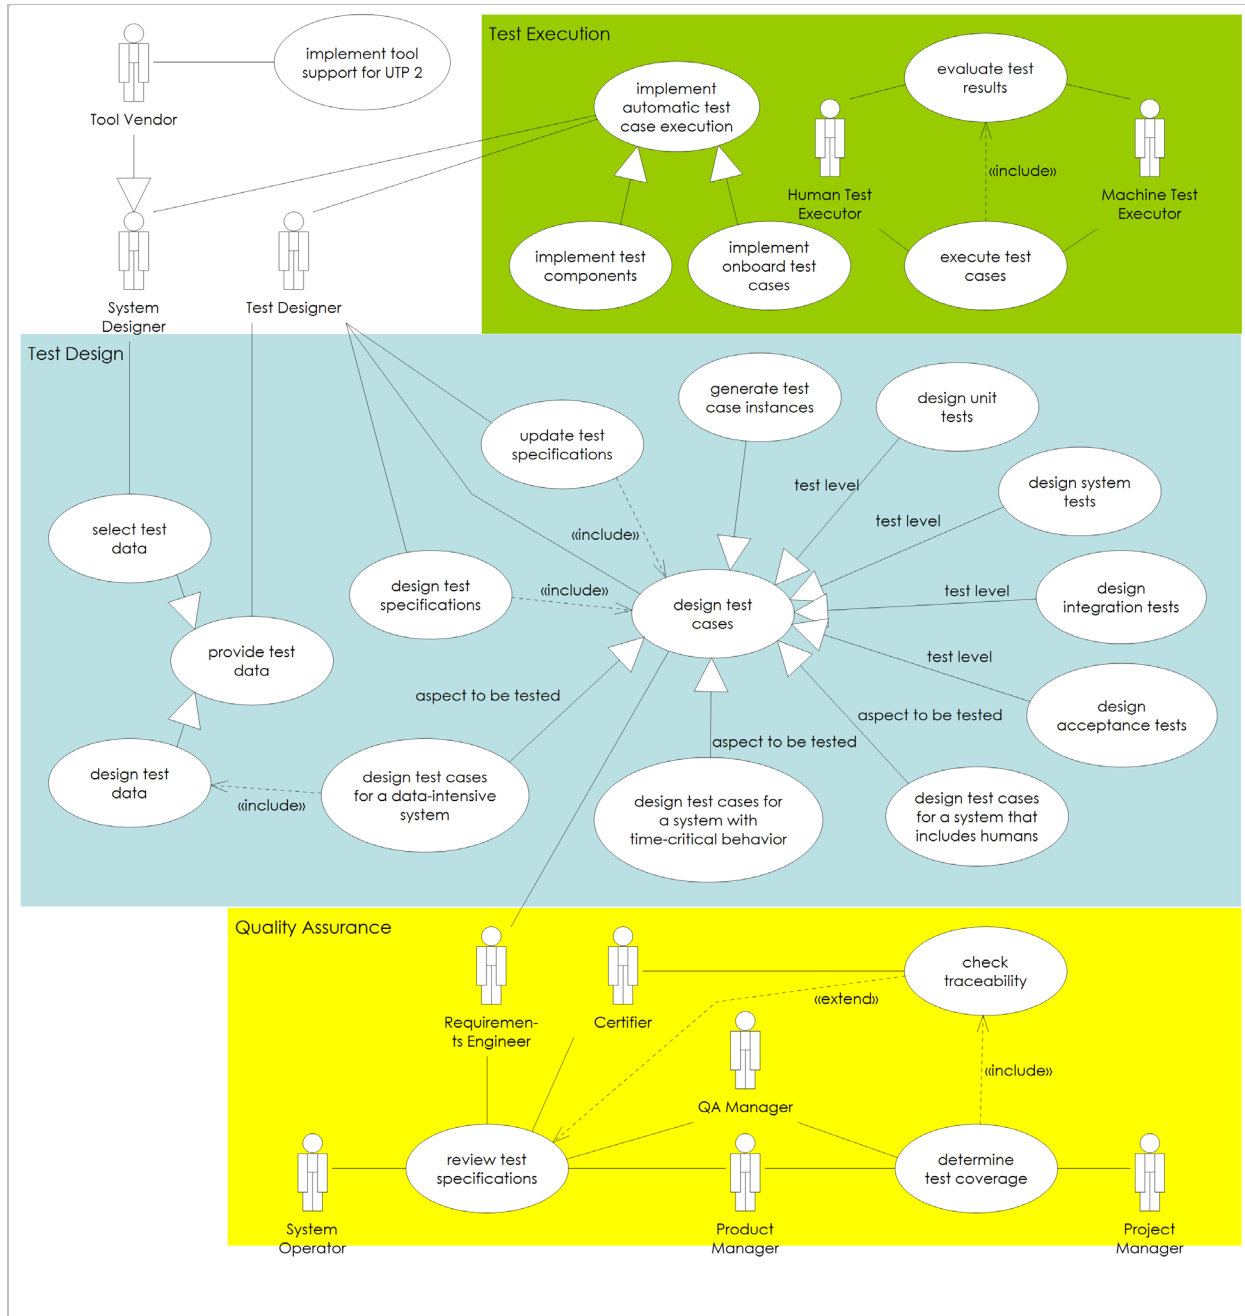 implement tool
support for UTP 2
Tool Vendor
Test Execution
implement
automatic test
case execution
evaluate test
results
«include»
Human Test
Executor
Machine Test
Executor
implement test
components
implement
onboard test
cases
execute test
cases
System
Designer
Test Designer
Test Design
generate test
case instances
design unit
tests
update test
specifications
test level
design system
tests
select test
data
test level
«include»
design test
specifications
«include»
design test
cases
test level
design
integration tests
provide test
data
test level
aspect to be tested
aspect to be tested
design
acceptance tests
aspect to be tested
design test
data
«include»
design test cases
for a data-intensive
system
design test cases for
a system with
time-critical behavior
design test cases
for a system that
includes humans
Quality Assurance
check
traceability
«extend»
Requiremen-
ts Engineer
Certifier
«include»
QA Manager
review test
specifications
determine
test coverage
System
Operator
Product
Manager
Project
Manager